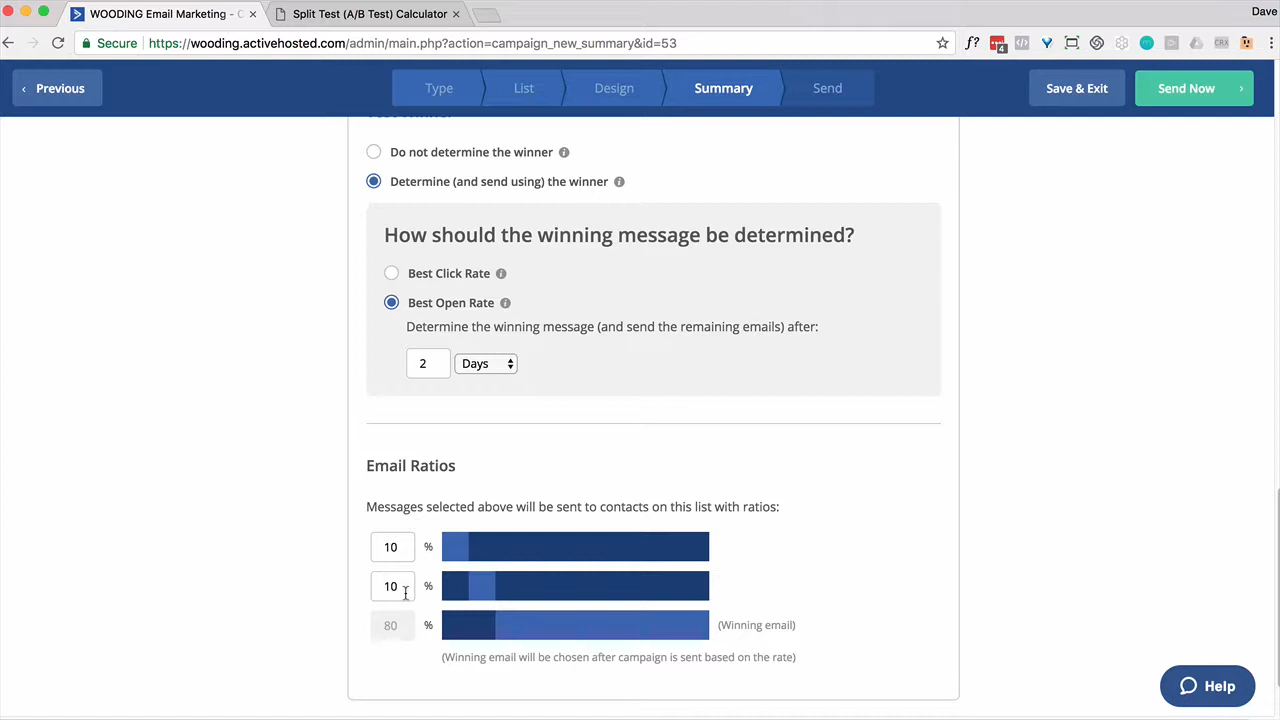 WOODING Email Marketing - C
Split Test (A/B Test) Calculator
Dave
Secure
https://wooding.activehosted.com/admin/main.php?action=campaign_new_summary&id=53
f?
4
CRX
Previous
Type
List
Design
Summary
Send
Save & Exit
Send Now
Do not determine the winner
Determine (and send using) the winner
How should the winning message be determined?
Best Click Rate
Best Open Rate
Determine the winning message (and send the remaining emails) after:
2 Days
Email Ratios
Messages selected above will be sent to contacts on this list with ratios:
10 %
10 %
80 % (Winning email)
(Winning email will be chosen after campaign is sent based on the rate)
Help